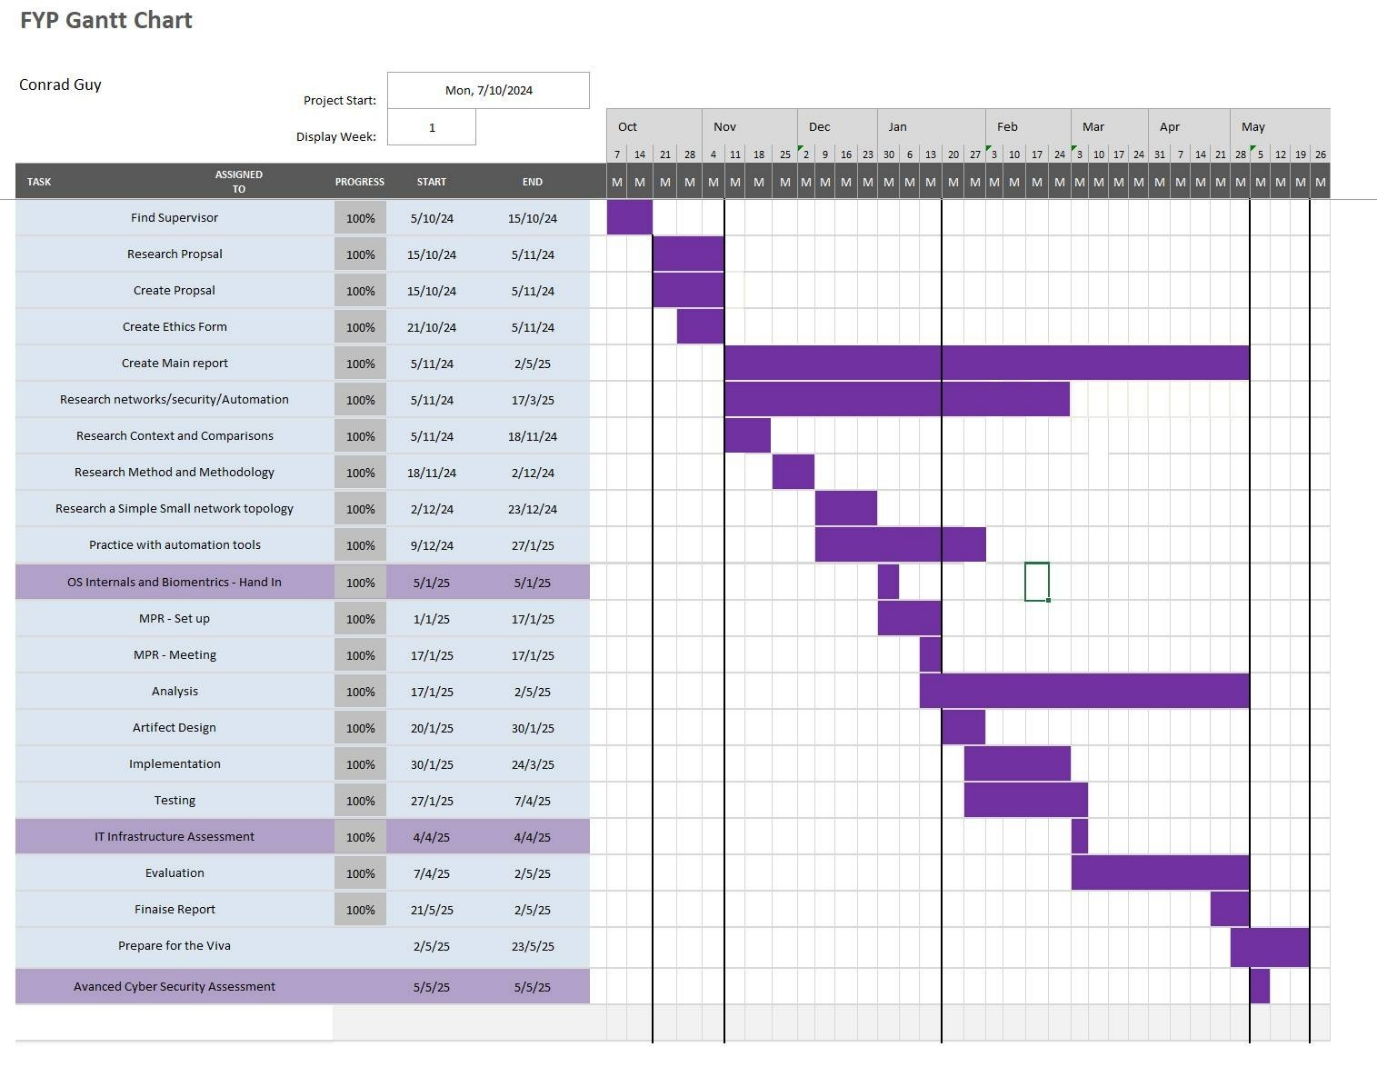 FYP Gantt Chart
Conrad Guy
Project Start: Mon, 7/10/2024
Display Week: 1
Oct Nov Dec Jan Feb Mar Apr May
7 14 21 28 4 11 18 25 2 9 16 23 30 6 13 20 27 3 10 17 24 3 10 17 24 31 7 14 21 28 5 12 19 26
TASK ASSIGNED TO PROGRESS START END M M M M M M M M M M M M M M M M M M M M M M M M M M M M M M M M M M
Find Supervisor 100% 5/10/24 15/10/24
Research Propsal 100% 15/10/24 5/11/24
Create Propsal 100% 15/10/24 5/11/24
Create Ethics Form 100% 21/10/24 5/11/24
Create Main report 100% 5/11/24 2/5/25
Research networks/security/Automation 100% 5/11/24 17/3/25
Research Context and Comparisons 100% 5/11/24 18/11/24
Research Method and Methodology 100% 18/11/24 2/12/24
Research a Simple Small network topology 100% 2/12/24 23/12/24
Practice with automation tools 100% 9/12/24 27/1/25
OS Internals and Biomentrics - Hand In 100% 5/1/25 5/1/25
MPR - Set up 100% 1/1/25 17/1/25
MPR - Meeting 100% 17/1/25 17/1/25
Analysis 100% 17/1/25 2/5/25
Artifect Design 100% 20/1/25 30/1/25
Implementation 100% 30/1/25 24/3/25
Testing 100% 27/1/25 7/4/25
IT Infrastructure Assessment 100% 4/4/25 4/4/25
Evaluation 100% 7/4/25 2/5/25
Finaise Report 100% 21/5/25 2/5/25
Prepare for the Viva 2/5/25 23/5/25
Avanced Cyber Security Assessment 5/5/25 5/5/25